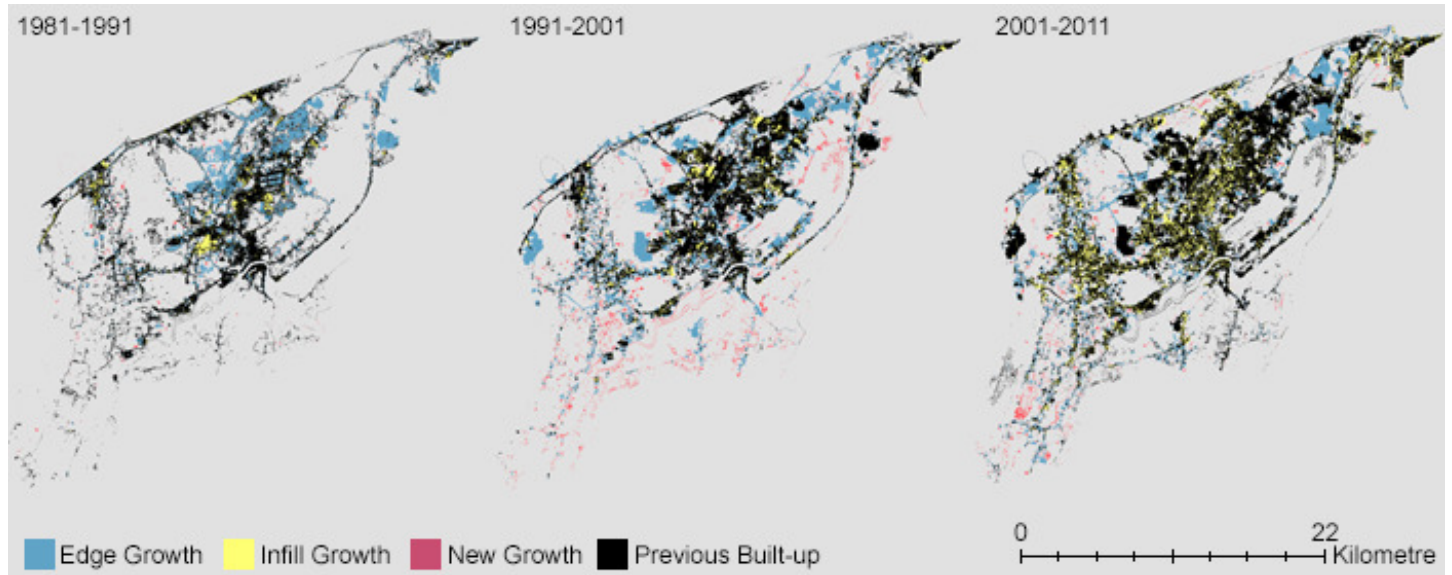 1981-1991
1991-2001
2001-2011
0
22
Kilometre
Edge Growth
Infill Growth
New Growth
Previous Built-up